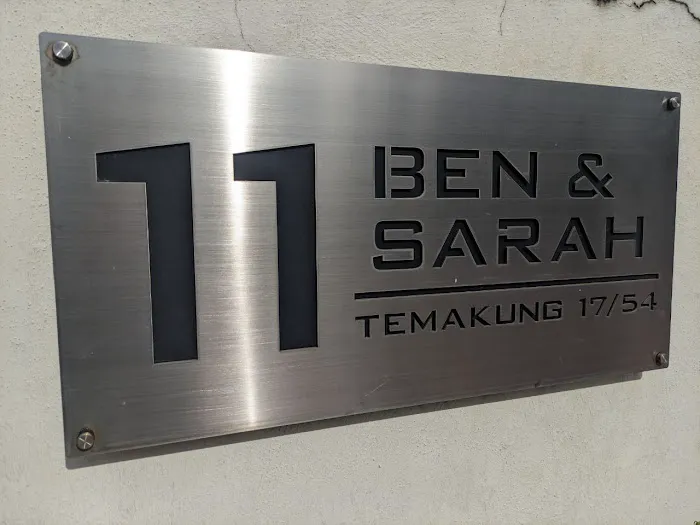 11
BEN &
SARAH
TEMAKUNG 17/54